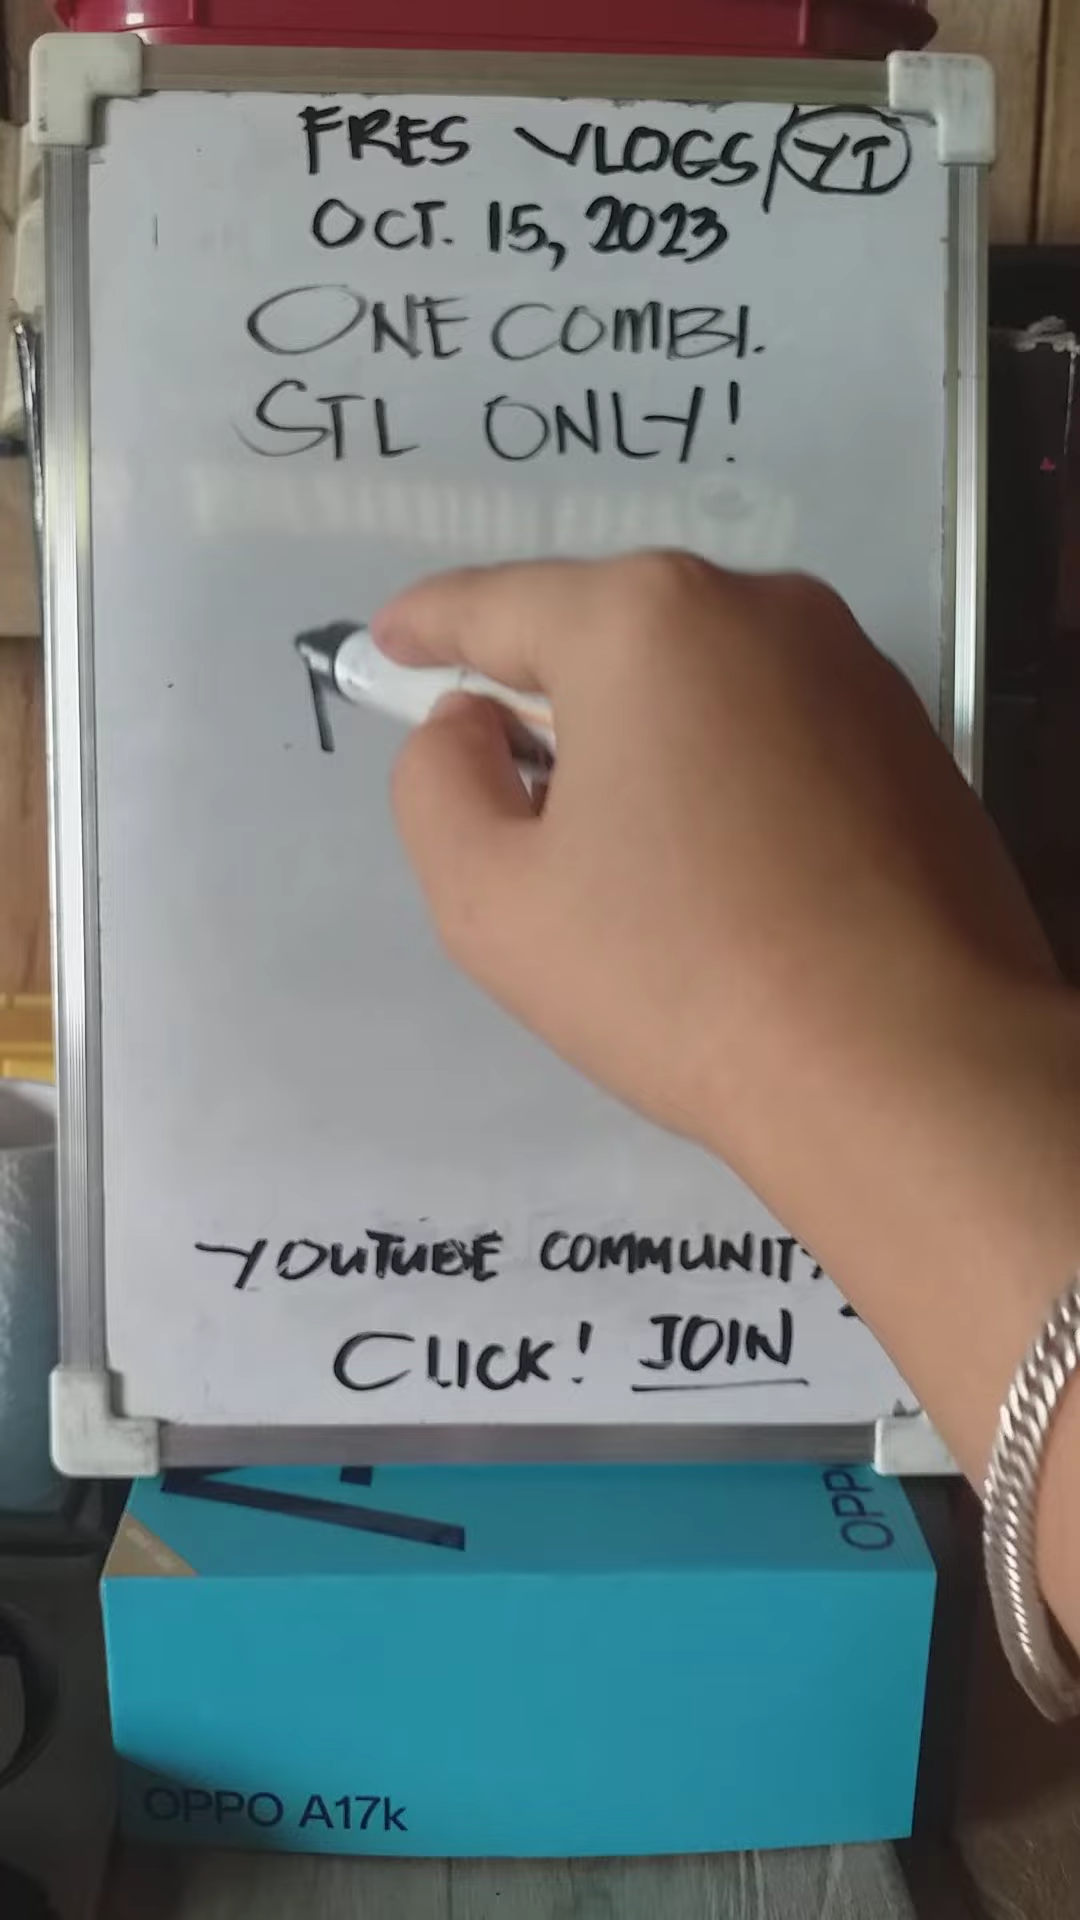 FRES VLOGS/YT
OCT. 15, 2023
ONE COMBI.
STL ONLY!
YOUTUBE COMMUNITY
CLICK! JOIN
OPPO
OPPO A17k